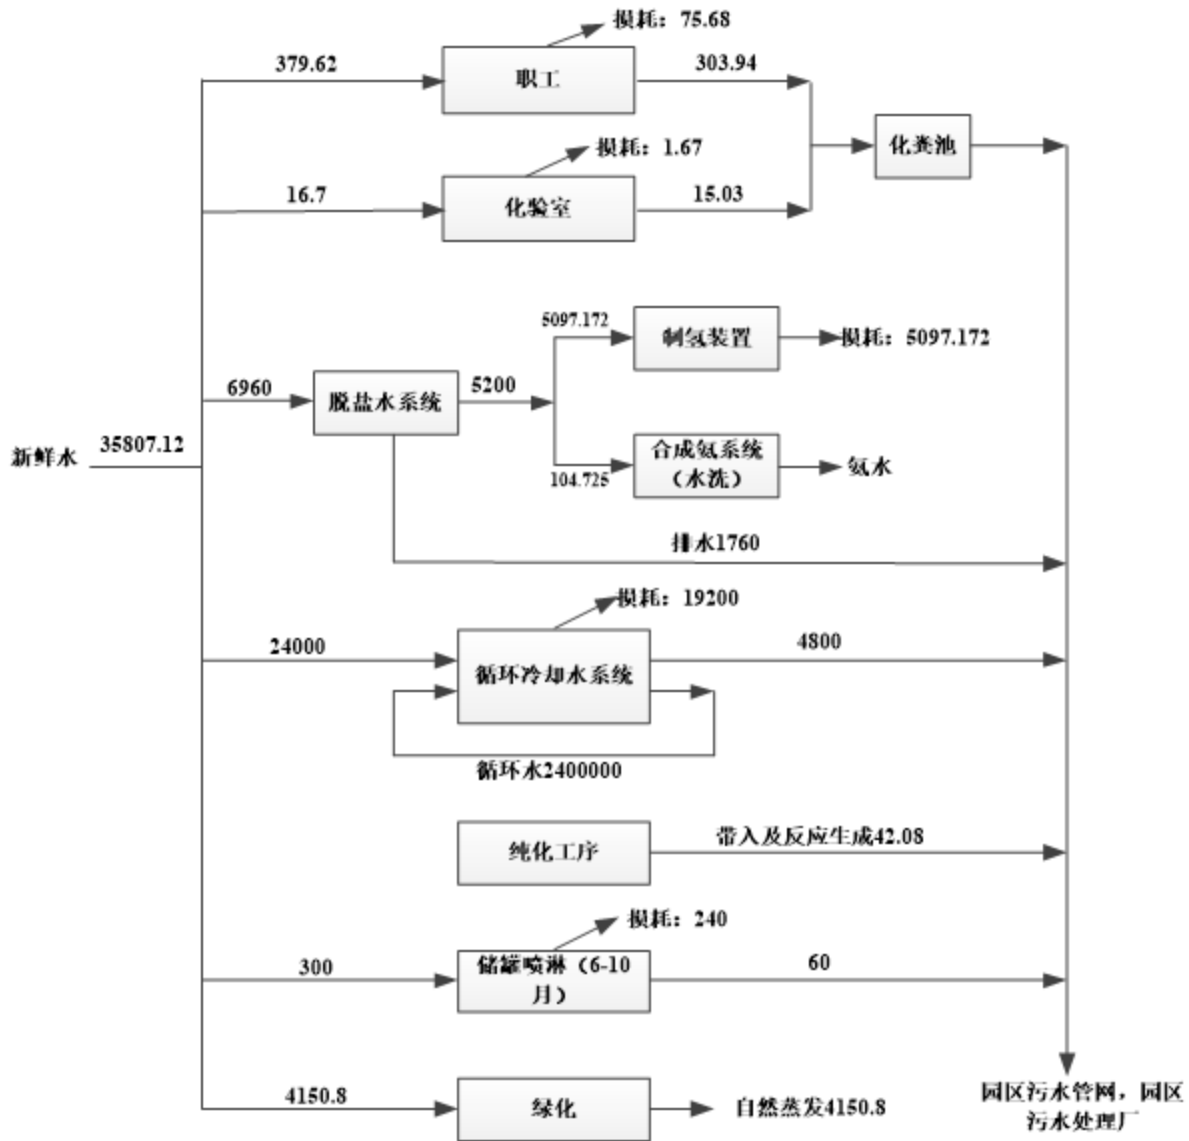 损耗：75.68
379.62
职工
303.94
化粪池
损耗：1.67
16.7
化验室
15.03
5097.172
制氢装置
损耗：5097.172
6960
脱盐水系统
5200
新鲜水
35807.12
合成氨系统
（水洗）
104.725
氨水
排水1760
损耗：19200
24000
循环冷却水系统
4800
循环水2400000
纯化工序
带入及反应生成42.08
损耗：240
300
储罐喷淋（6-10
月）
60
4150.8
绿化
自然蒸发4150.8
园区污水管网，园区
污水处理厂